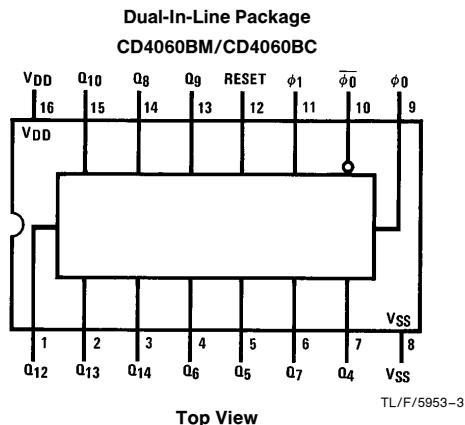 Dual-In-Line Package
CD4060BM/CD4060BC
VDD Q10 Q8 Q9 RESET ϕ1 ϕ0 ϕ0
16 15 14 13 12 11 10 9
VDD
VSS
1 2 3 4 5 6 7 8
Q12 Q13 Q14 Q6 Q5 Q7 Q4 VSS
TL/F/5953–3
Top View